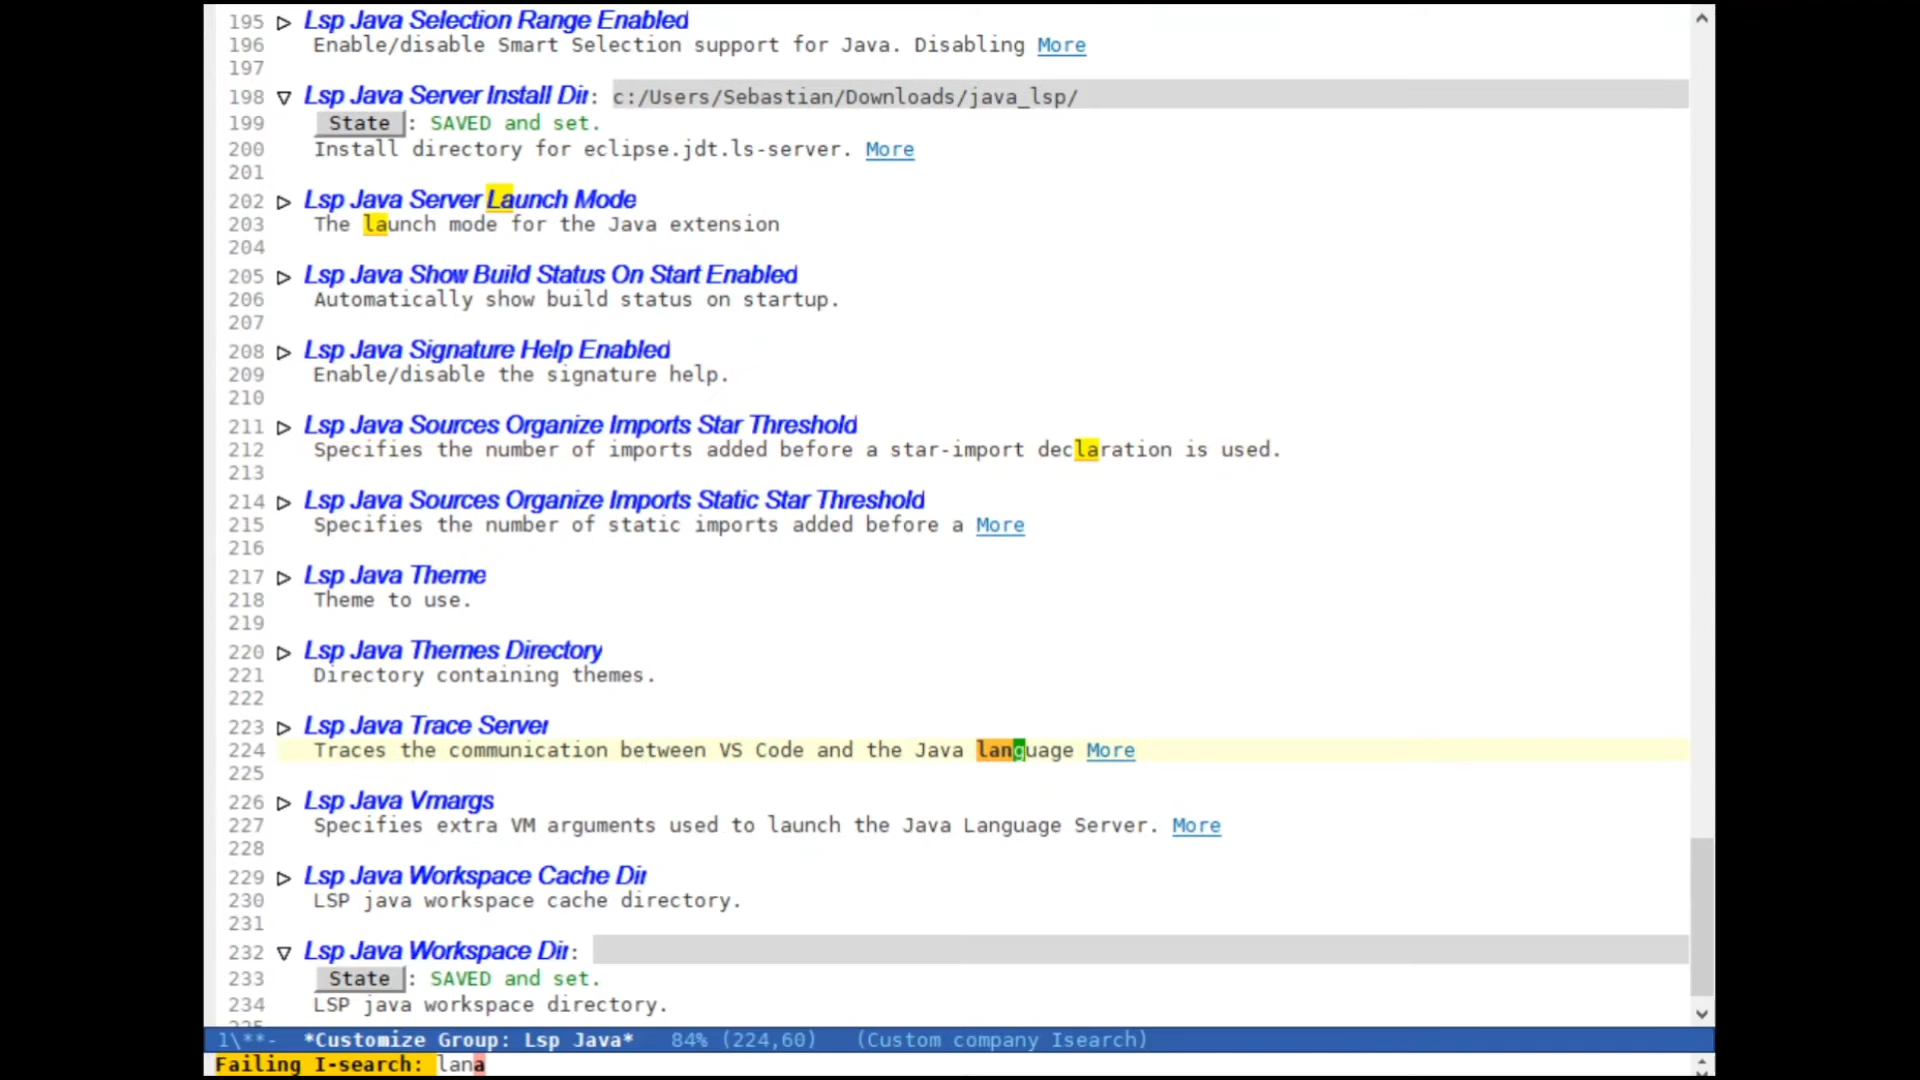 195 Lsp Java Selection Range Enabled
196 Enable/disable Smart Selection support for Java. Disabling More
197
198 Lsp Java Server Install Dir: c:/Users/Sebastian/Downloads/java_lsp/
199 State : SAVED and set.
200 Install directory for eclipse.jdt.ls-server. More
201
202 Lsp Java Server Launch Mode
203 The launch mode for the Java extension
204
205 Lsp Java Show Build Status On Start Enabled
206 Automatically show build status on startup.
207
208 Lsp Java Signature Help Enabled
209 Enable/disable the signature help.
210
211 Lsp Java Sources Organize Imports Star Threshold
212 Specifies the number of imports added before a star-import declaration is used.
213
214 Lsp Java Sources Organize Imports Static Star Threshold
215 Specifies the number of static imports added before a More
216
217 Lsp Java Theme
218 Theme to use.
219
220 Lsp Java Themes Directory
221 Directory containing themes.
222
223 Lsp Java Trace Server
224 Traces the communication between VS Code and the Java language More
225
226 Lsp Java Vmargs
227 Specifies extra VM arguments used to launch the Java Language Server. More
228
229 Lsp Java Workspace Cache Dir
230 LSP java workspace cache directory.
231
232 Lsp Java Workspace Dir:
233 State : SAVED and set.
234 LSP java workspace directory.
1\**- *Customize Group: Lsp Java* 84% (224,60) (Custom company Isearch)
Failing I-search: lana